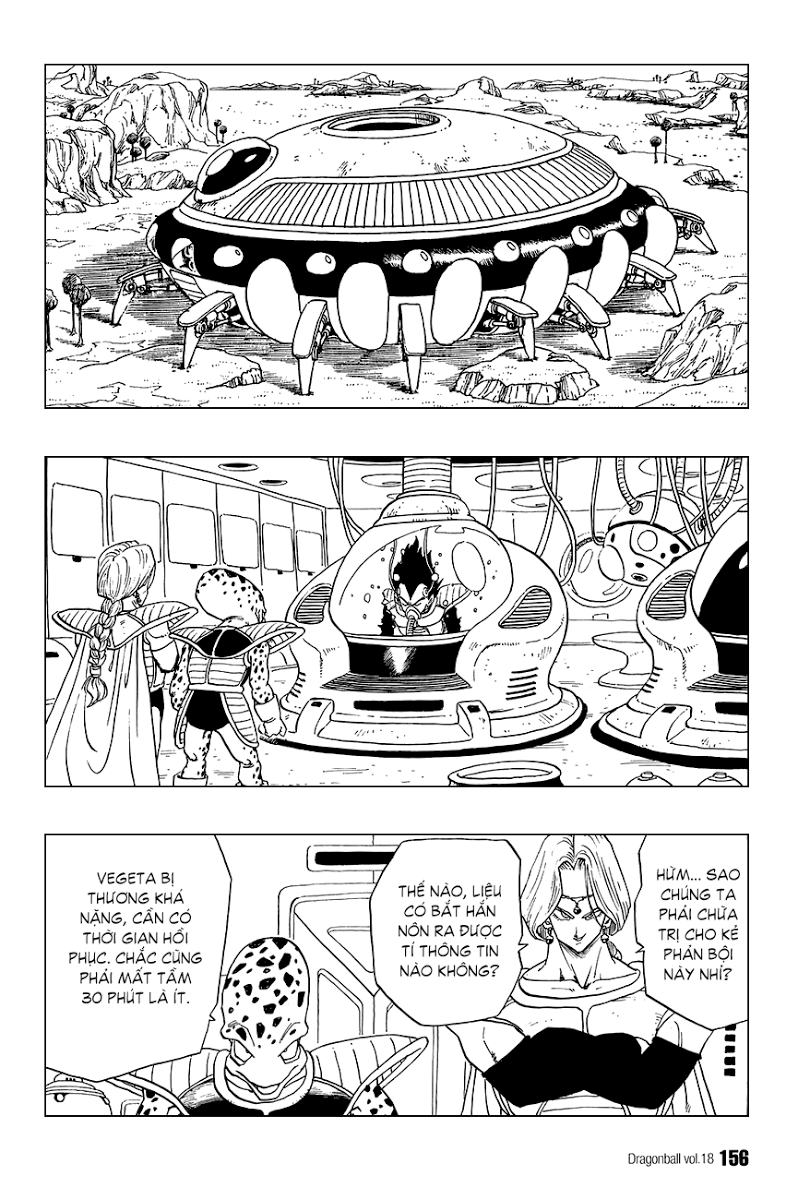 HỪM... SAO
CHÚNG TA
PHẢI CHỮA
TRỊ CHO KẺ
PHẢN BỘI
NÀY NHỈ?
THẾ NÀO, LIỆU
CÓ BẮT HẮN
NÔN RA ĐƯỢC
TÍ THÔNG TIN
NÀO KHÔNG?
VEGETA BỊ
THƯƠNG KHÁ
NẶNG, CẦN CÓ
THỜI GIAN HỒI
PHỤC. CHẮC CŨNG
PHẢI MẤT TẦM
30 PHÚT LÀ ÍT.
Dragonball vol.18 156